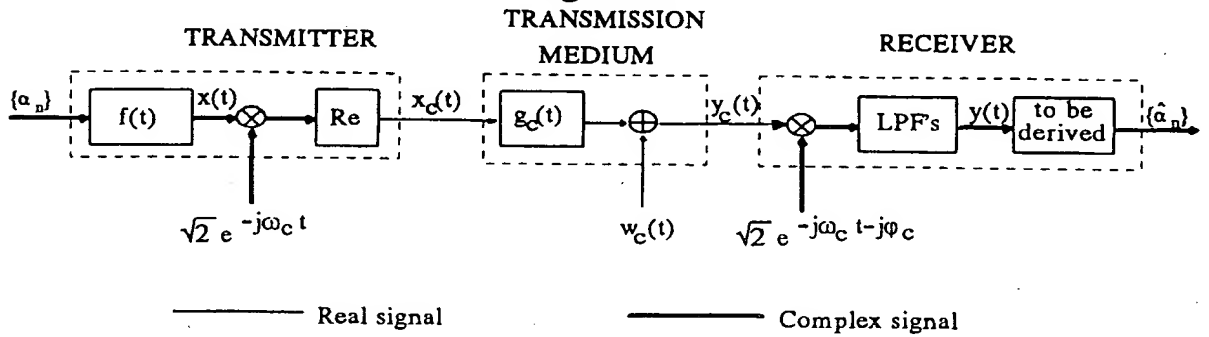 TRANSMISSION
TRANSMITTER MEDIUM RECEIVER
{α_n} f(t) x(t) Re x_c(t) g_c(t) y_c(t) LPF's y(t) to be derived {α̂_n}
√2 e^{-jω_c t} w_c(t) √2 e^{-jω_c t-jφ_c}
Real signal Complex signal